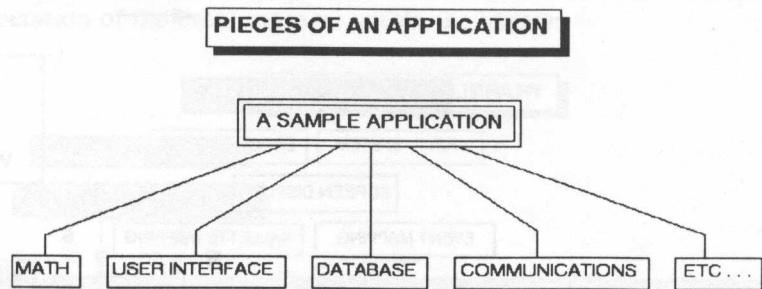 PIECES OF AN APPLICATION
A SAMPLE APPLICATION
MATH USER INTERFACE DATABASE COMMUNICATIONS ETC . . .